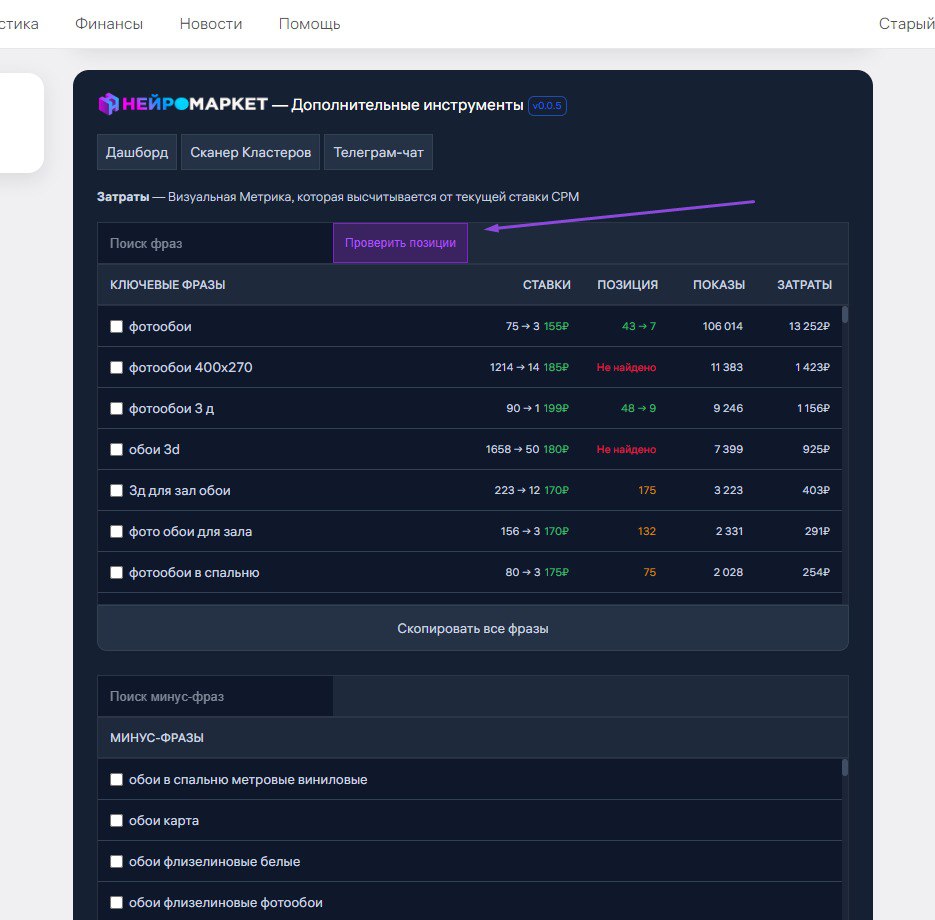 стика Финансы Новости Помощь Старый
НЕЙРОМАРКЕТ — Дополнительные инструменты v0.0.5
Дашборд Сканер Кластеров Телеграм-чат
Затраты — Визуальная Метрика, которая высчитывается от текущей ставки CPM
Поиск фраз Проверить позиции
КЛЮЧЕВЫЕ ФРАЗЫ СТАВКИ ПОЗИЦИЯ ПОКАЗЫ ЗАТРАТЫ
фотообои 75 → 3 155₽ 43 → 7 106 014 13 252₽
фотообои 400х270 1214 → 14 185₽ Не найдено 11 383 1 423₽
фотообои 3 д 90 → 1 199₽ 48 → 9 9 246 1 156₽
обои 3d 1658 → 50 180₽ Не найдено 7 399 925₽
3д для зал обои 223 → 12 170₽ 175 3 223 403₽
фото обои для зала 156 → 3 170₽ 132 2 331 291₽
фотообои в спальню 80 → 3 175₽ 75 2 028 254₽
Скопировать все фразы
Поиск минус-фраз
МИНУС-ФРАЗЫ
обои в спальню метровые виниловые
обои карта
обои флизелиновые белые
обои флизелиновые фотообои